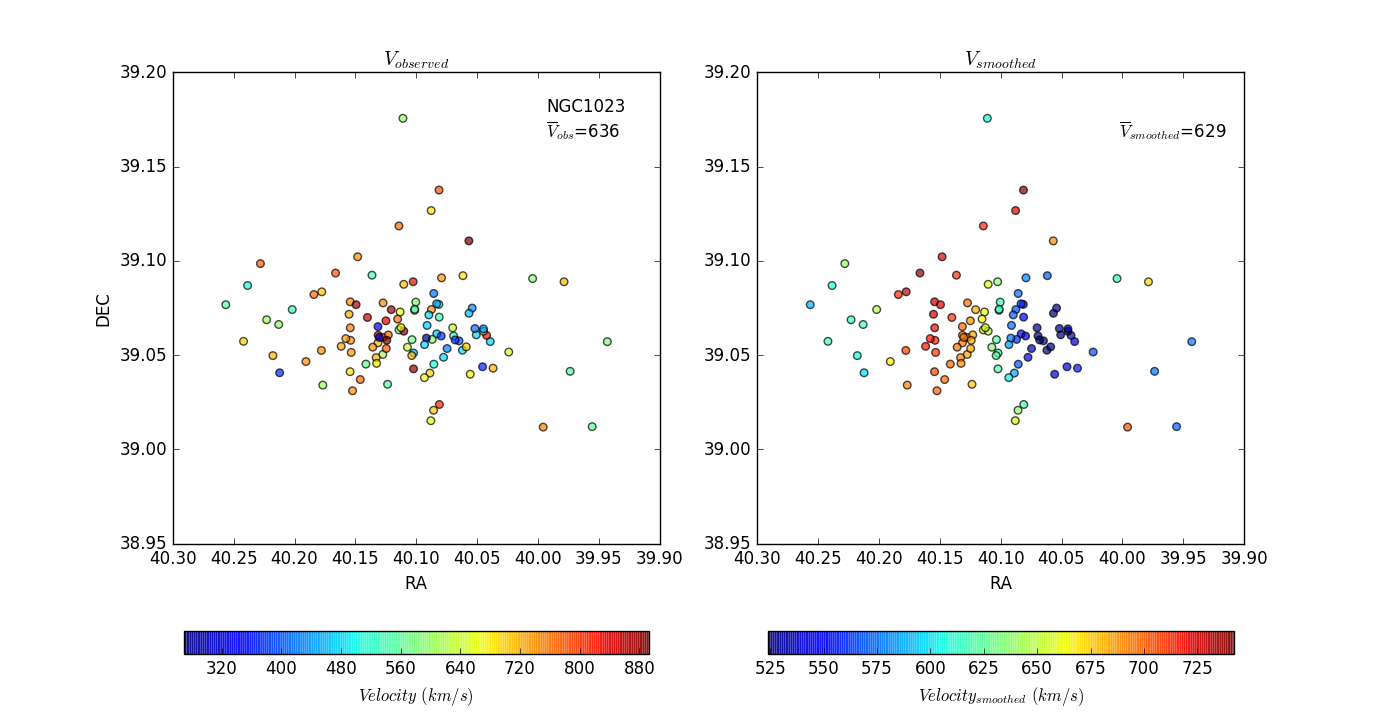 V_observed
V_smoothed
39.20
39.15
39.10
39.05
39.00
38.95
DEC
NGC1023
V̅_obs=636
40.30 40.25 40.20 40.15 40.10 40.05 40.00 39.95 39.90
RA
39.20
39.15
39.10
39.05
39.00
38.95
V̅_smoothed=629
40.30 40.25 40.20 40.15 40.10 40.05 40.00 39.95 39.90
RA
320 400 480 560 640 720 800 880
Velocity (km/s)
525 550 575 600 625 650 675 700 725
Velocity_smoothed (km/s)